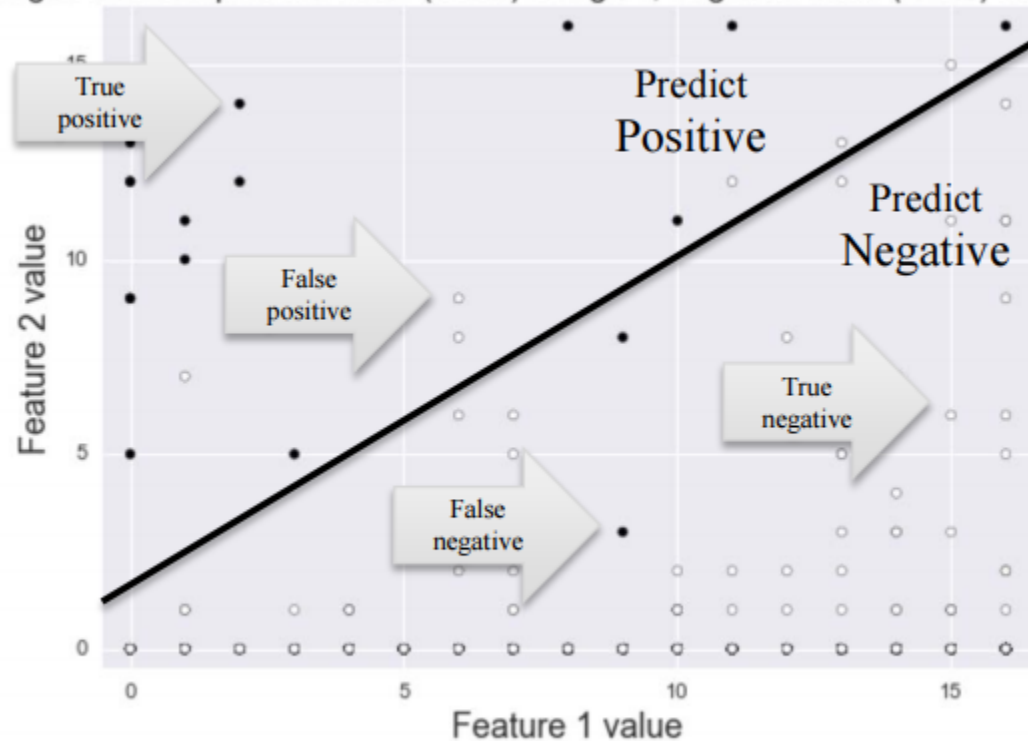 True
positive
Predict
Positive
Predict
Negative
False
positive
True
negative
False
negative
Feature 2 value
15
10
5
0
0
5
10
15
Feature 1 value